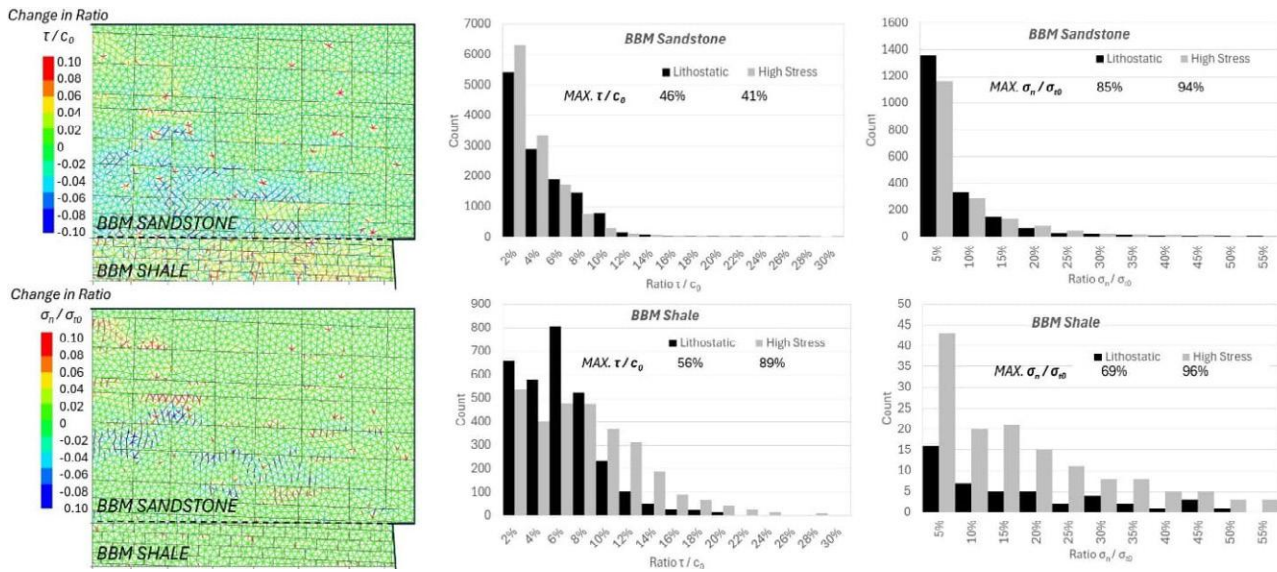 Change in Ratio
τ / c₀
0.10
0.08
0.06
0.04
0.02
0
-0.02
-0.04
-0.06
-0.08
-0.10
BBM SANDSTONE
BBM SHALE
Change in Ratio
σn / σt0
0.10
0.08
0.06
0.04
0.02
0
-0.02
-0.04
-0.06
-0.08
0.10
BBM SANDSTONE
BBM SHALE
BBM Sandstone
Lithostatic High Stress
MAX. τ / c₀ 46% 41%
Count
7000
6000
5000
4000
3000
2000
1000
0
2% 4% 6% 8% 10% 12% 14% 16% 18% 20% 22% 24% 26% 28% 30%
Ratio τ / c₀
BBM Sandstone
Lithostatic High Stress
MAX. σn / σt0 85% 94%
Count
1600
1400
1200
1000
800
600
400
200
0
5% 10% 15% 20% 25% 30% 35% 40% 45% 50% 55%
Ratio σn / σt0
BBM Shale
Lithostatic High Stress
MAX. τ / c₀ 56% 89%
Count
900
800
700
600
500
400
300
200
100
0
2% 4% 6% 8% 10% 12% 14% 16% 18% 20% 22% 24% 26% 28% 30%
Ratio τ / c₀
BBM Shale
Lithostatic High Stress
MAX. σn / σt0 69% 96%
Count
50
45
40
35
30
25
20
15
10
5
0
5% 10% 15% 20% 25% 30% 35% 40% 45% 50% 55%
Ratio σn / σt0